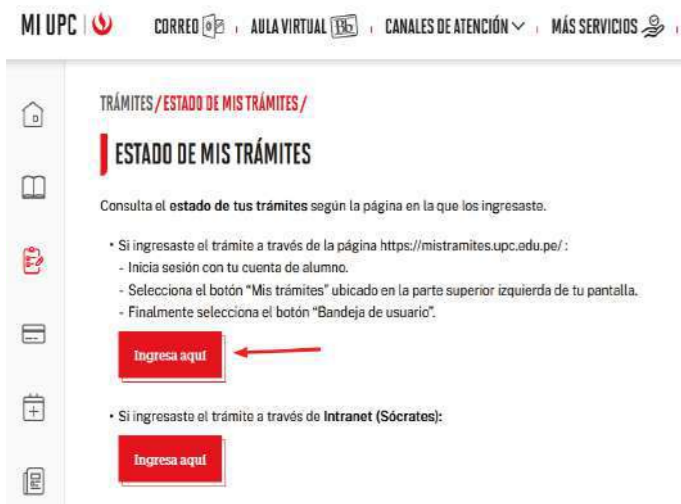 MI UPC
CORREO AULA VIRTUAL Bb CANALES DE ATENCIÓN MÁS SERVICIOS
TRÁMITES / ESTADO DE MIS TRÁMITES /
ESTADO DE MIS TRÁMITES
Consulta el estado de tus trámites según la página en la que los ingresaste.
• Si ingresaste el trámite a través de la página https://mistramites.upc.edu.pe/ :
- Inicia sesión con tu cuenta de alumno.
- Selecciona el botón “Mis trámites” ubicado en la parte superior izquierda de tu pantalla.
- Finalmente selecciona el botón “Bandeja de usuario”.
Ingresa aquí
• Si ingresaste el trámite a través de Intranet (Sócrates):
Ingresa aquí